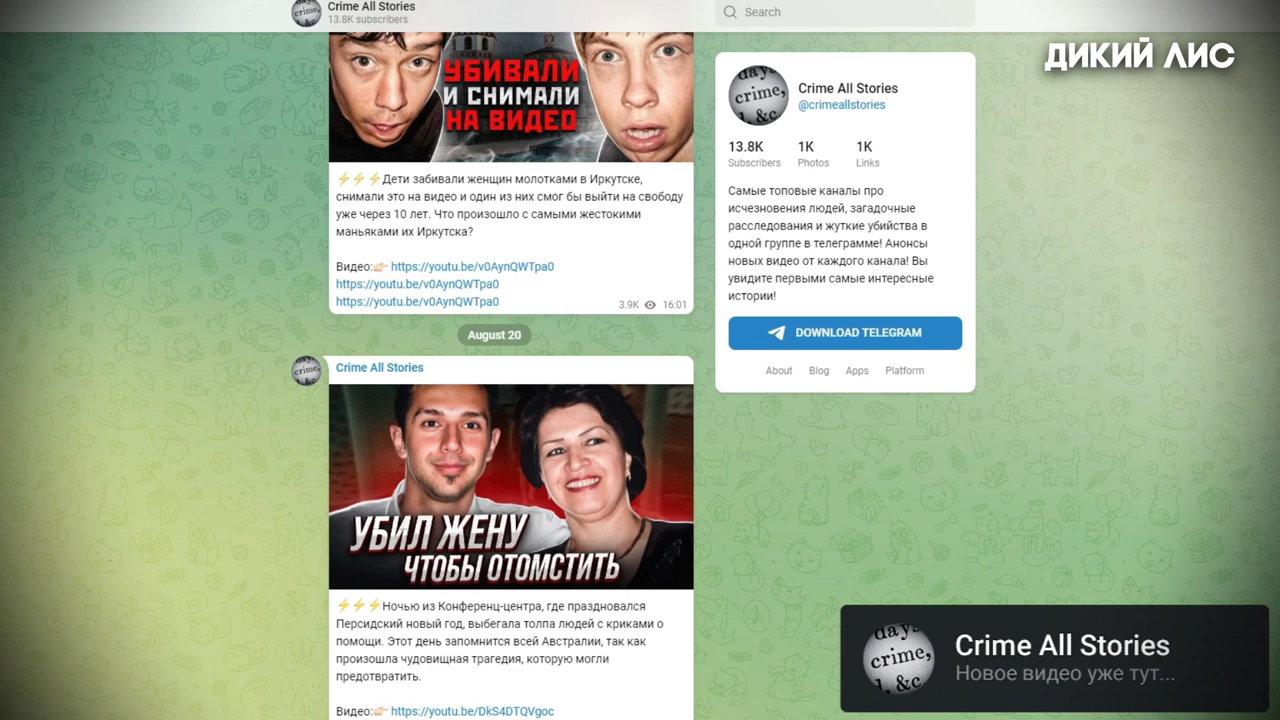 Crime All Stories
13.8K subscribers
Search
ДИКИЙ ЛИС
УБИВАЛИ
И СНИМАЛИ
НА ВИДЕО
⚡⚡⚡Дети забивали женщин молотками в Иркутске,
снимали это на видео и один из них смог бы выйти на свободу
уже через 10 лет. Что произошло с самыми жестокими
маньяками их Иркутска?
Видео:👉🏻 https://youtu.be/v0AynQWTpa0
https://youtu.be/v0AynQWTpa0
https://youtu.be/v0AynQWTpa0
3.9K 16:01
August 20
Crime All Stories
УБИЛ ЖЕНУ
ЧТОБЫ ОТОМСТИТЬ
⚡⚡⚡Ночью из Конференц-центра, где праздновался
Персидский новый год, выбегала толпа людей с криками о
помощи. Этот день запомнится всей Австралии, так как
произошла чудовищная трагедия, которую могли
предотвратить.
Видео:👉🏻 https://youtu.be/DkS4DTQVgoc
days
crime,
d, &c
Crime All Stories
@crimeallstories
13.8K 1K 1K
Subscribers Photos Links
Самые топовые каналы про
исчезновения людей, загадочные
расследования и жуткие убийства в
одной группе в телеграмме! Анонсы
новых видео от каждого канала! Вы
увидите первыми самые интересные
истории!
DOWNLOAD TELEGRAM
About Blog Apps Platform
days
crime,
d, &c
Crime All Stories
Новое видео уже тут...